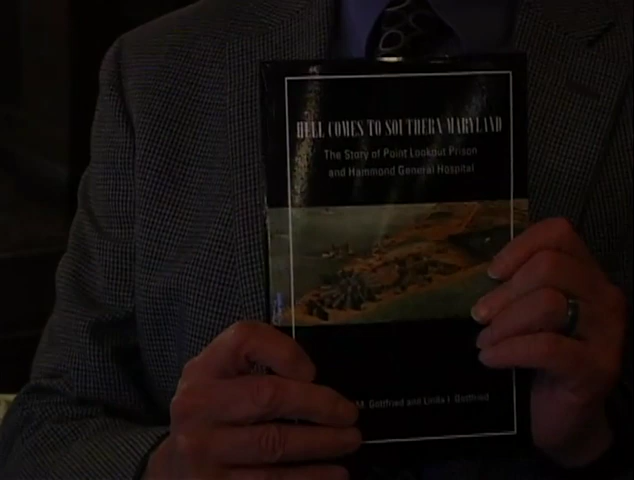 HELL COMES TO SOUTHERN MARYLAND
The Story of Point Lookout Prison
and Hammond General Hospital
M. Gottfried and Linda I. Gottfried